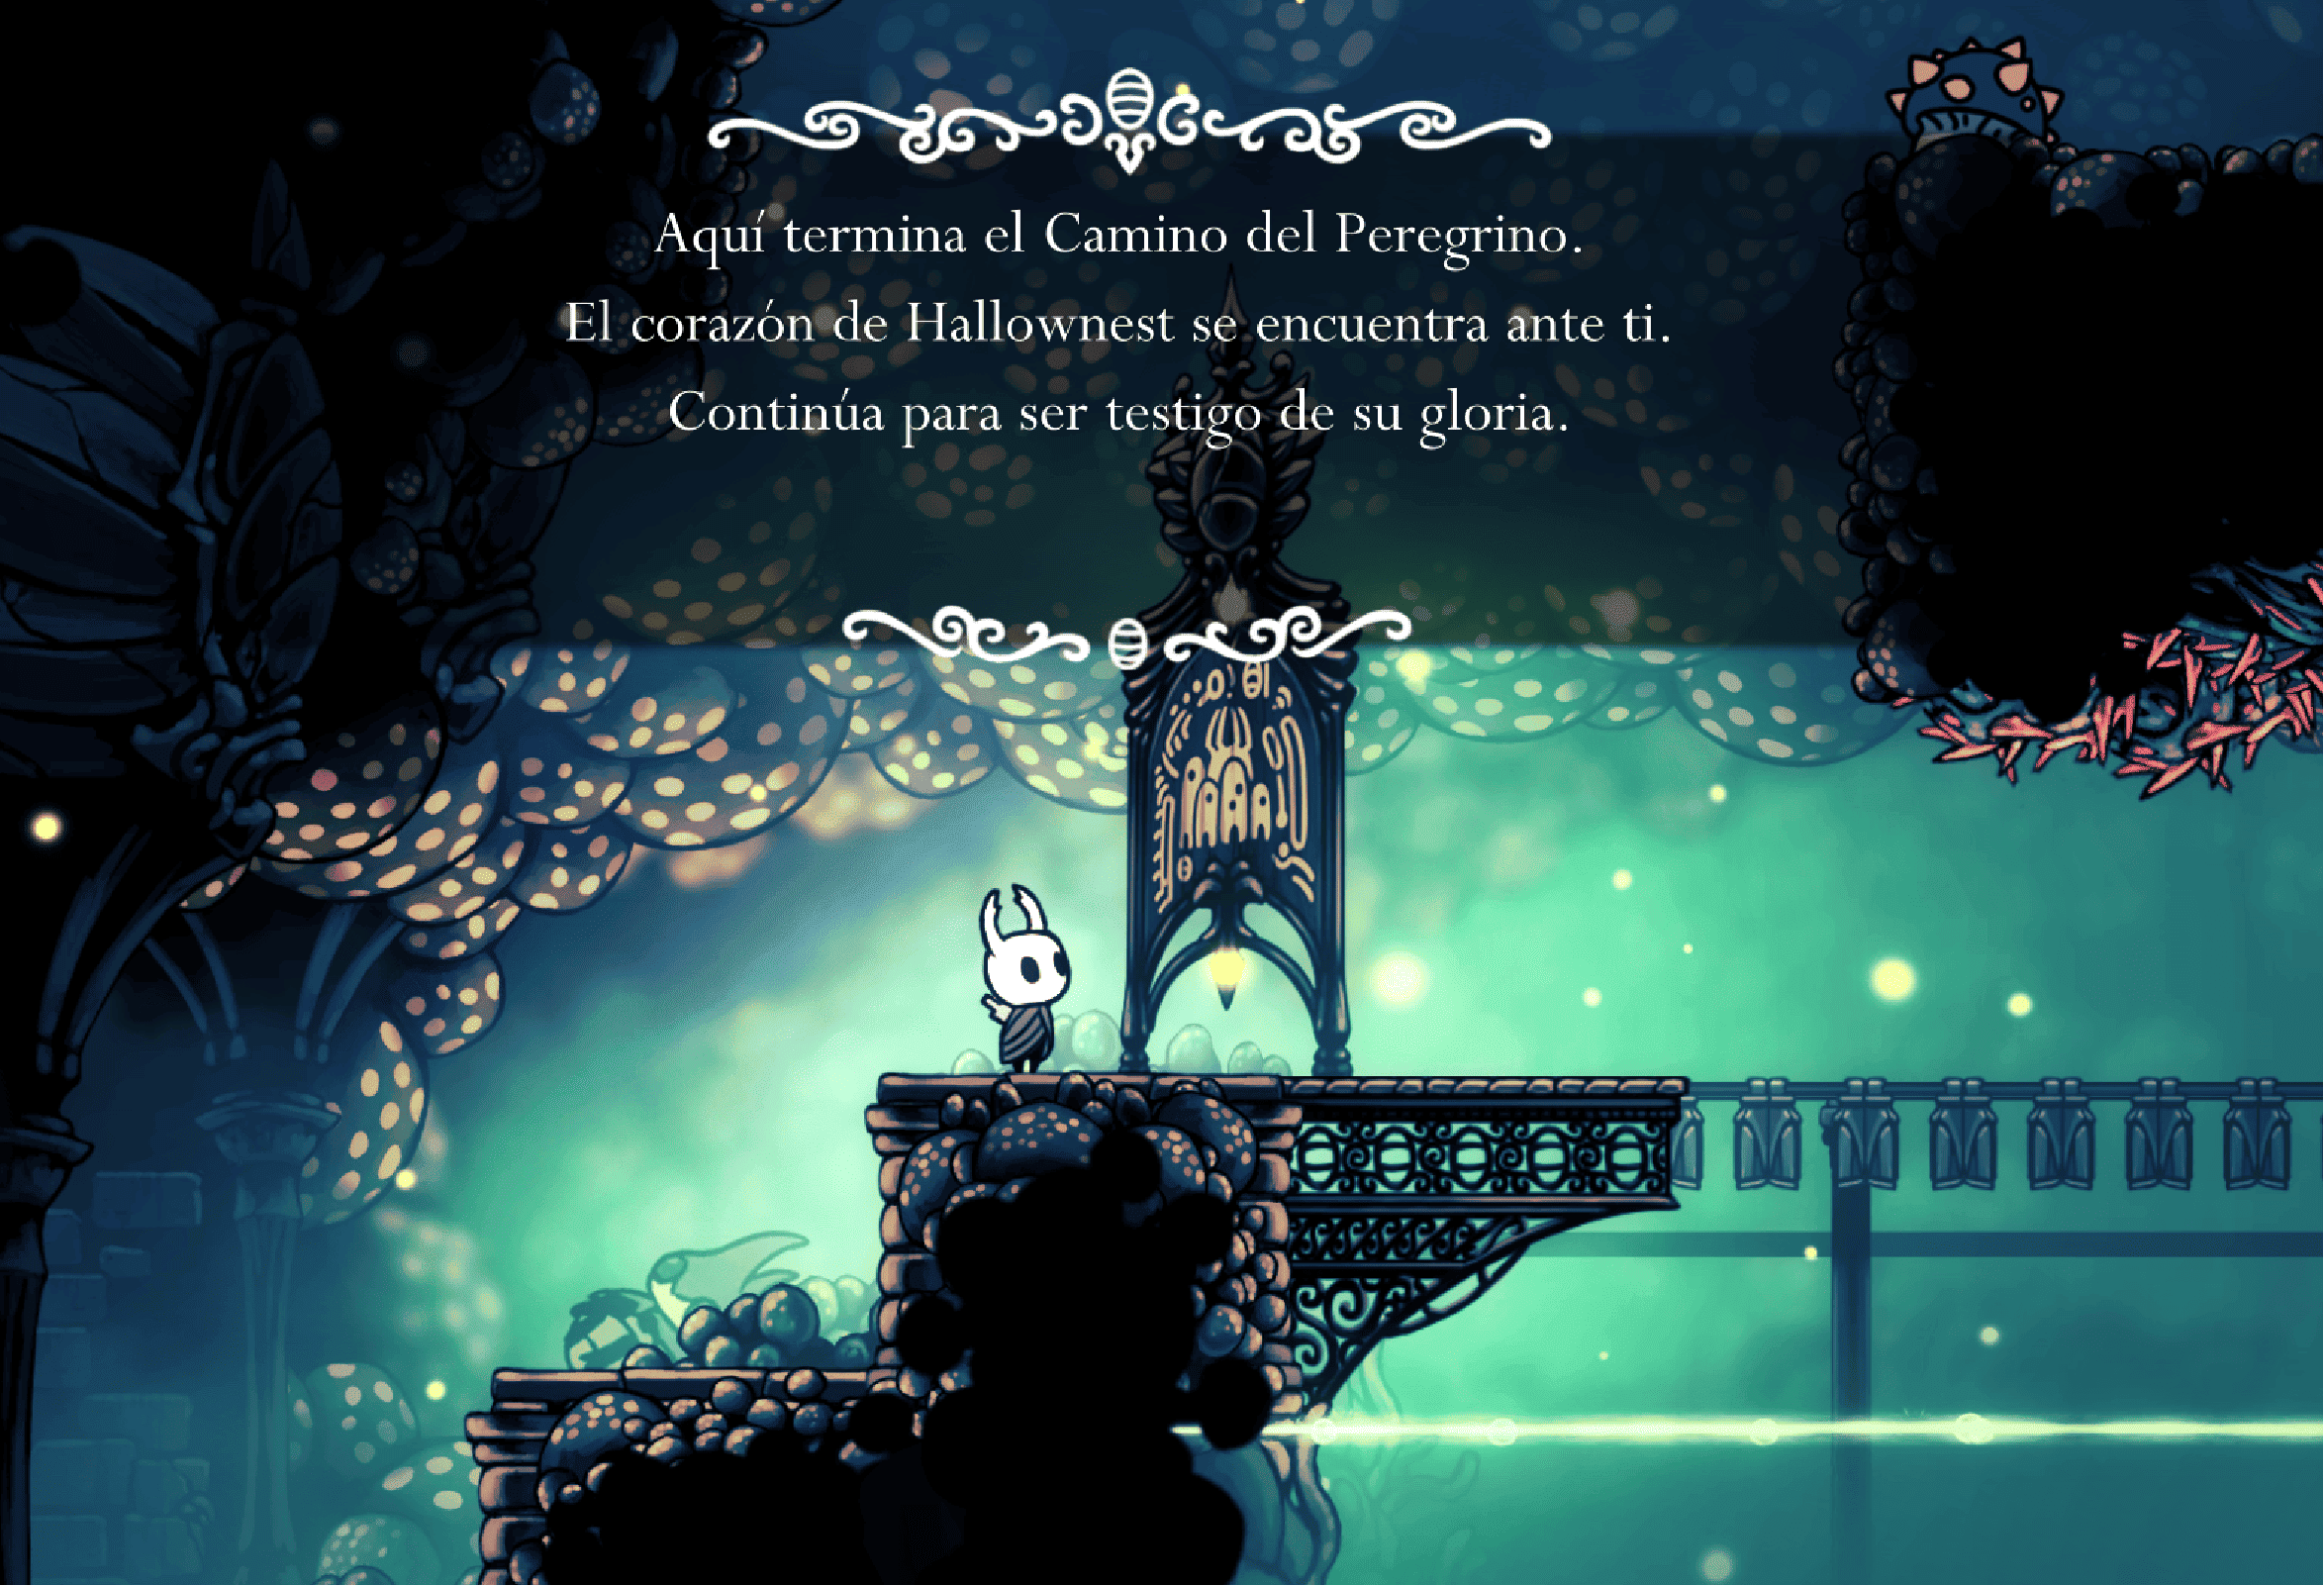 Aquí termina el Camino del Peregrino.
El corazón de Hallownest se encuentra ante ti.
Continúa para ser testigo de su gloria.